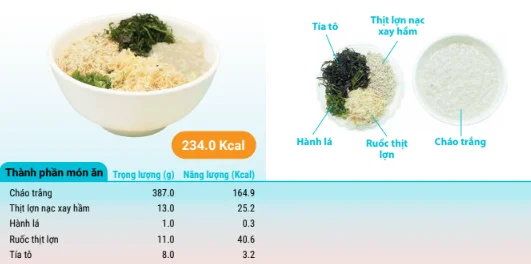 Tía tô
Thịt lợn nạc
xay hầm
234.0 Kcal
Hành lá
Ruốc thịt
lợn
Cháo trắng
Thành phần món ăn Trọng lượng (g) Năng lượng (Kcal)
Cháo trắng 387.0 164.9
Thịt lợn nạc xay hầm 13.0 25.2
Hành lá 1.0 0.3
Ruốc thịt lợn 11.0 40.6
Tía tô 8.0 3.2